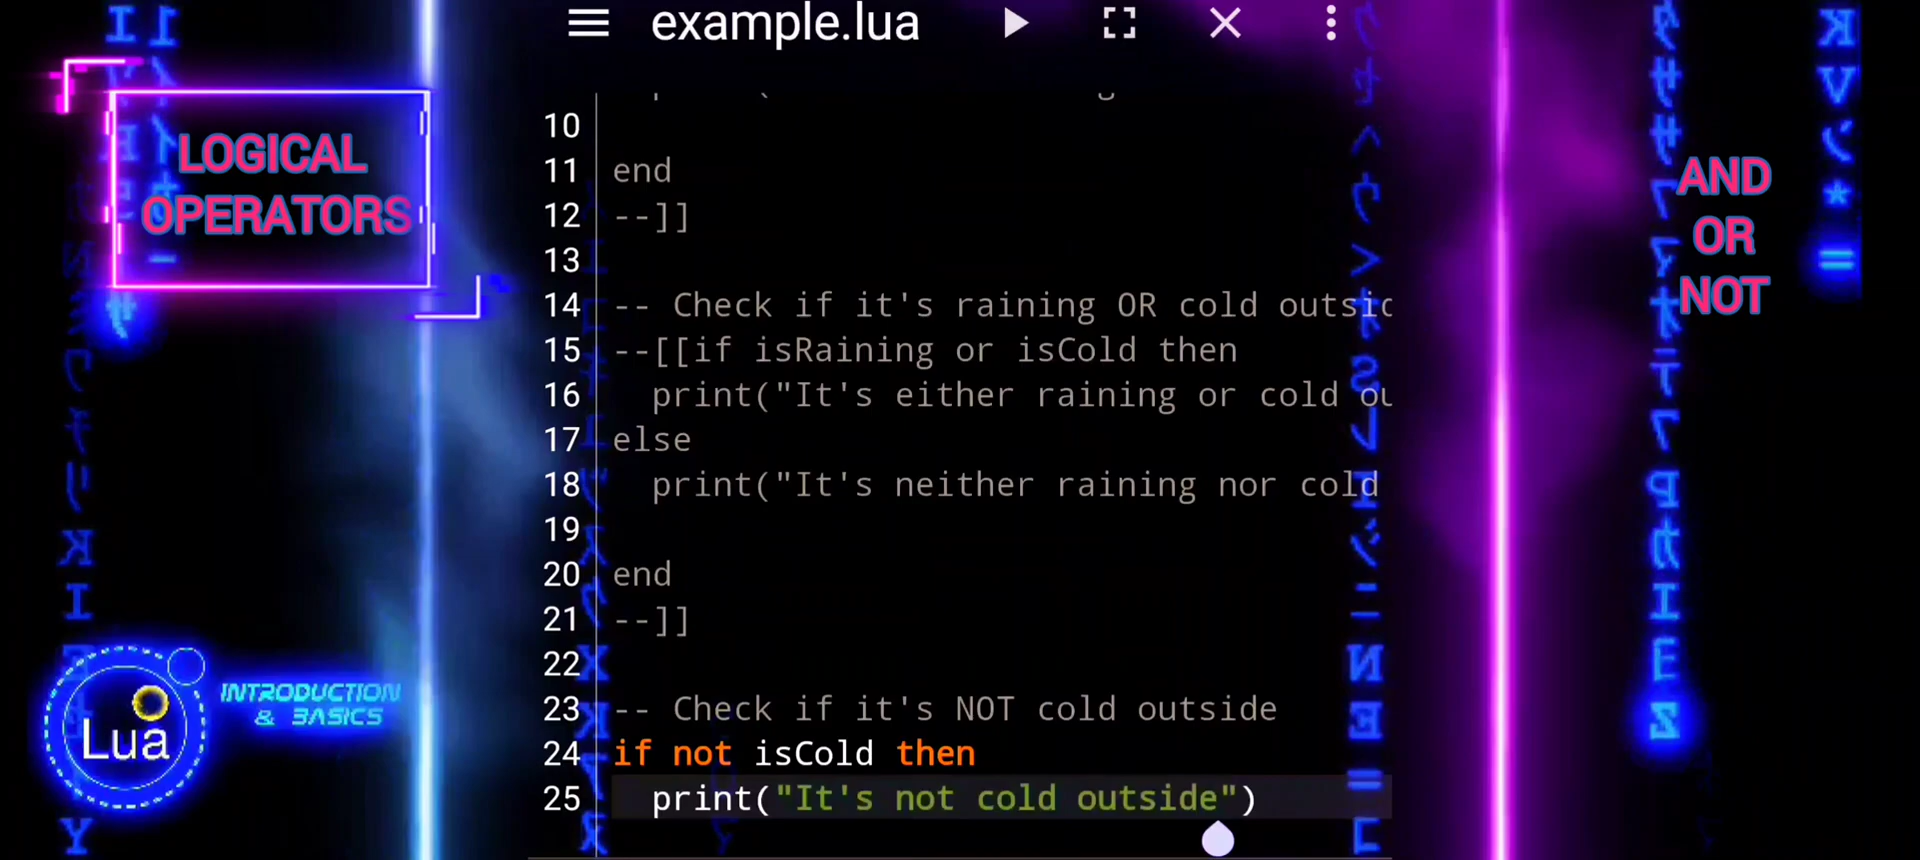 example.lua
LOGICAL
OPERATORS
AND
OR
NOT
10
11 end
12 --]]
13
14 -- Check if it's raining OR cold
15 --[[if isRaining or isCold then
16 print("It's either raining or cold
17 else
18 print("It's neither raining nor cold
19
20 end
21 --]]
22
23 -- Check if it's NOT cold outside
24 if not isCold then
25 print("It's not cold outside")
Lua
INTRODUCTION
& BASICS